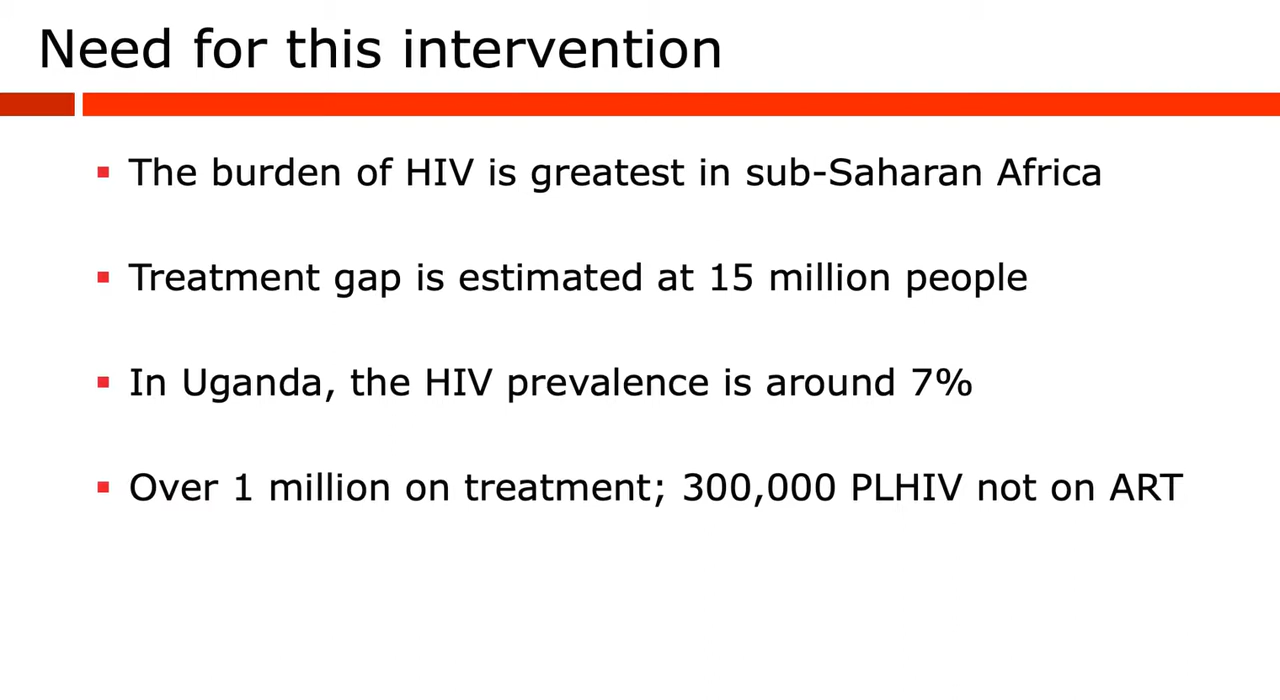 Need for this intervention
▪ The burden of HIV is greatest in sub-Saharan Africa
▪ Treatment gap is estimated at 15 million people
▪ In Uganda, the HIV prevalence is around 7%
▪ Over 1 million on treatment; 300,000 PLHIV not on ART